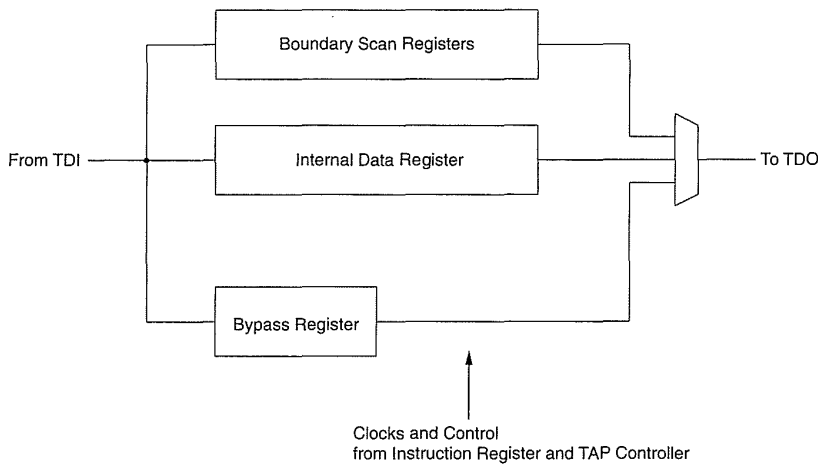 Boundary Scan Registers
From TDI
Internal Data Register
To TDO
Bypass Register
Clocks and Control
from Instruction Register and TAP Controller